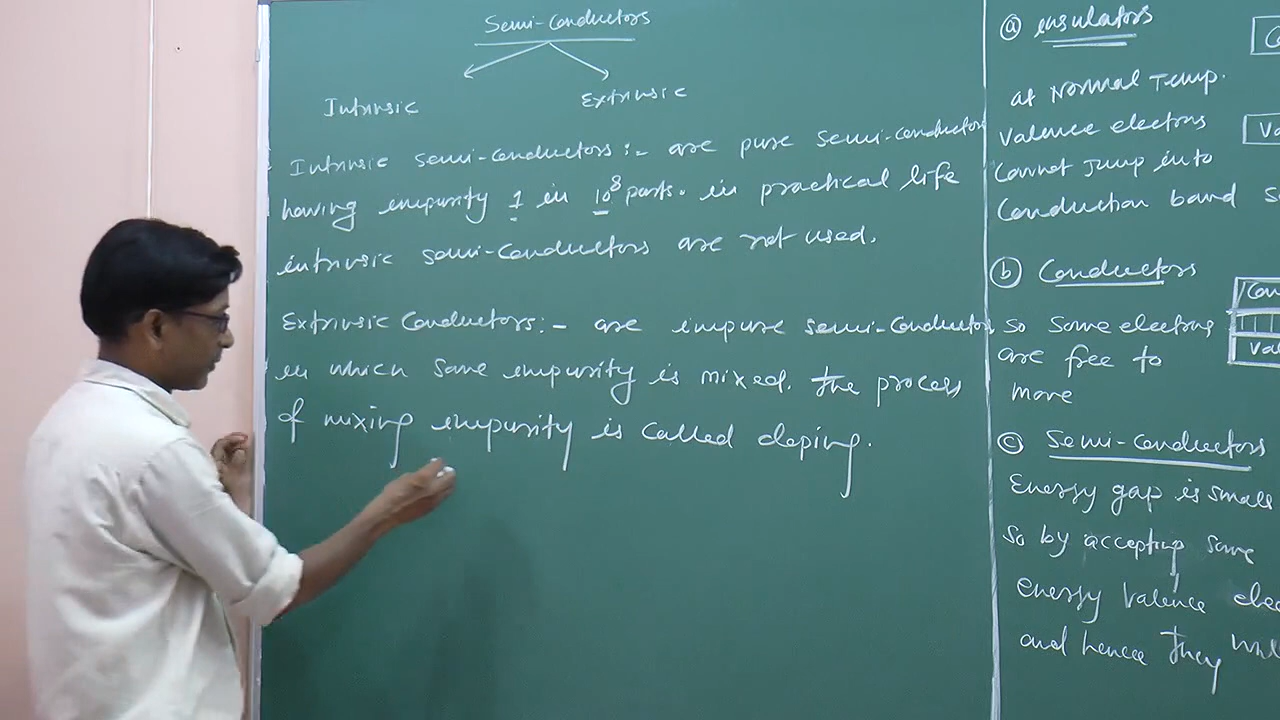 Semi-Conductors
Intrinsic
Extrinsic
Intrinsic semi-conductors :- are pure semi-conductors
having impurity 1 in 10⁸ parts. in practical life
intrinsic semi-conductors are not used.
Extrinsic Conductors :- are impure semi-conductors
in which some impurity is mixed. The process
of mixing impurity is called doping.
(a) insulators
at Normal Temp.
Valence electrons
Cannot Jump into
Conduction band
(b) Conductors
so some electrons
are free to
move
(c) Semi-Conductors
Energy gap is small
so by accepting some
energy valence
and hence they